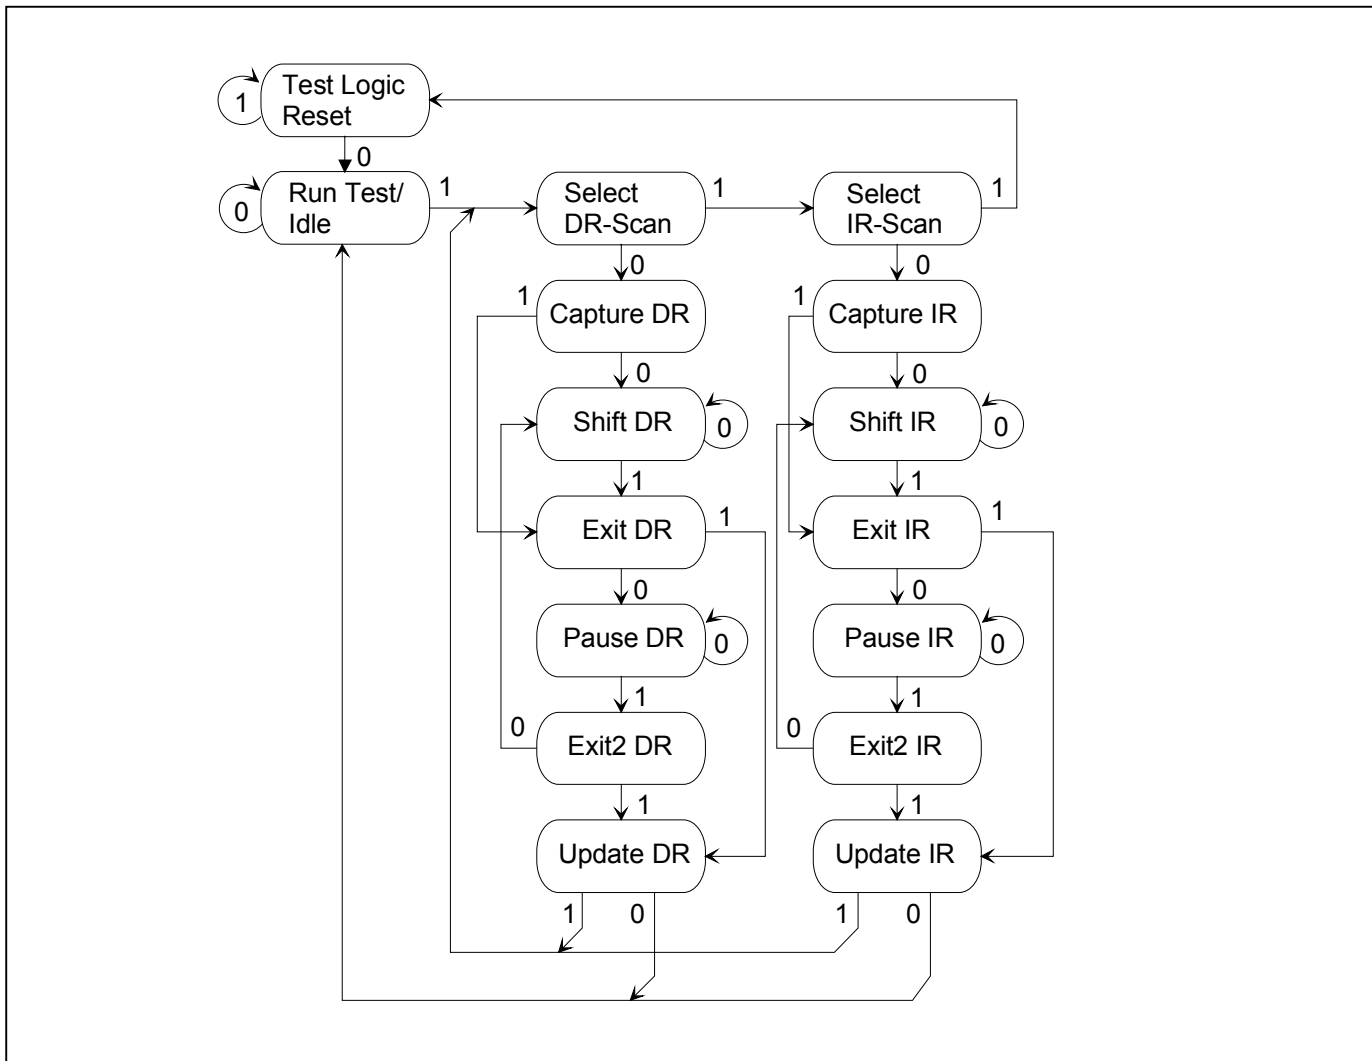 Test Logic
Reset
1
0
Run Test/
Idle
0
1
Select
DR-Scan
1
Select
IR-Scan
1
0
0
1
Capture DR
1
Capture IR
0
0
Shift DR
0
Shift IR
0
1
1
Exit DR
1
Exit IR
1
0
0
Pause DR
0
Pause IR
0
1
1
0
Exit2 DR
0
Exit2 IR
1
1
Update DR
Update IR
1
0
1
0